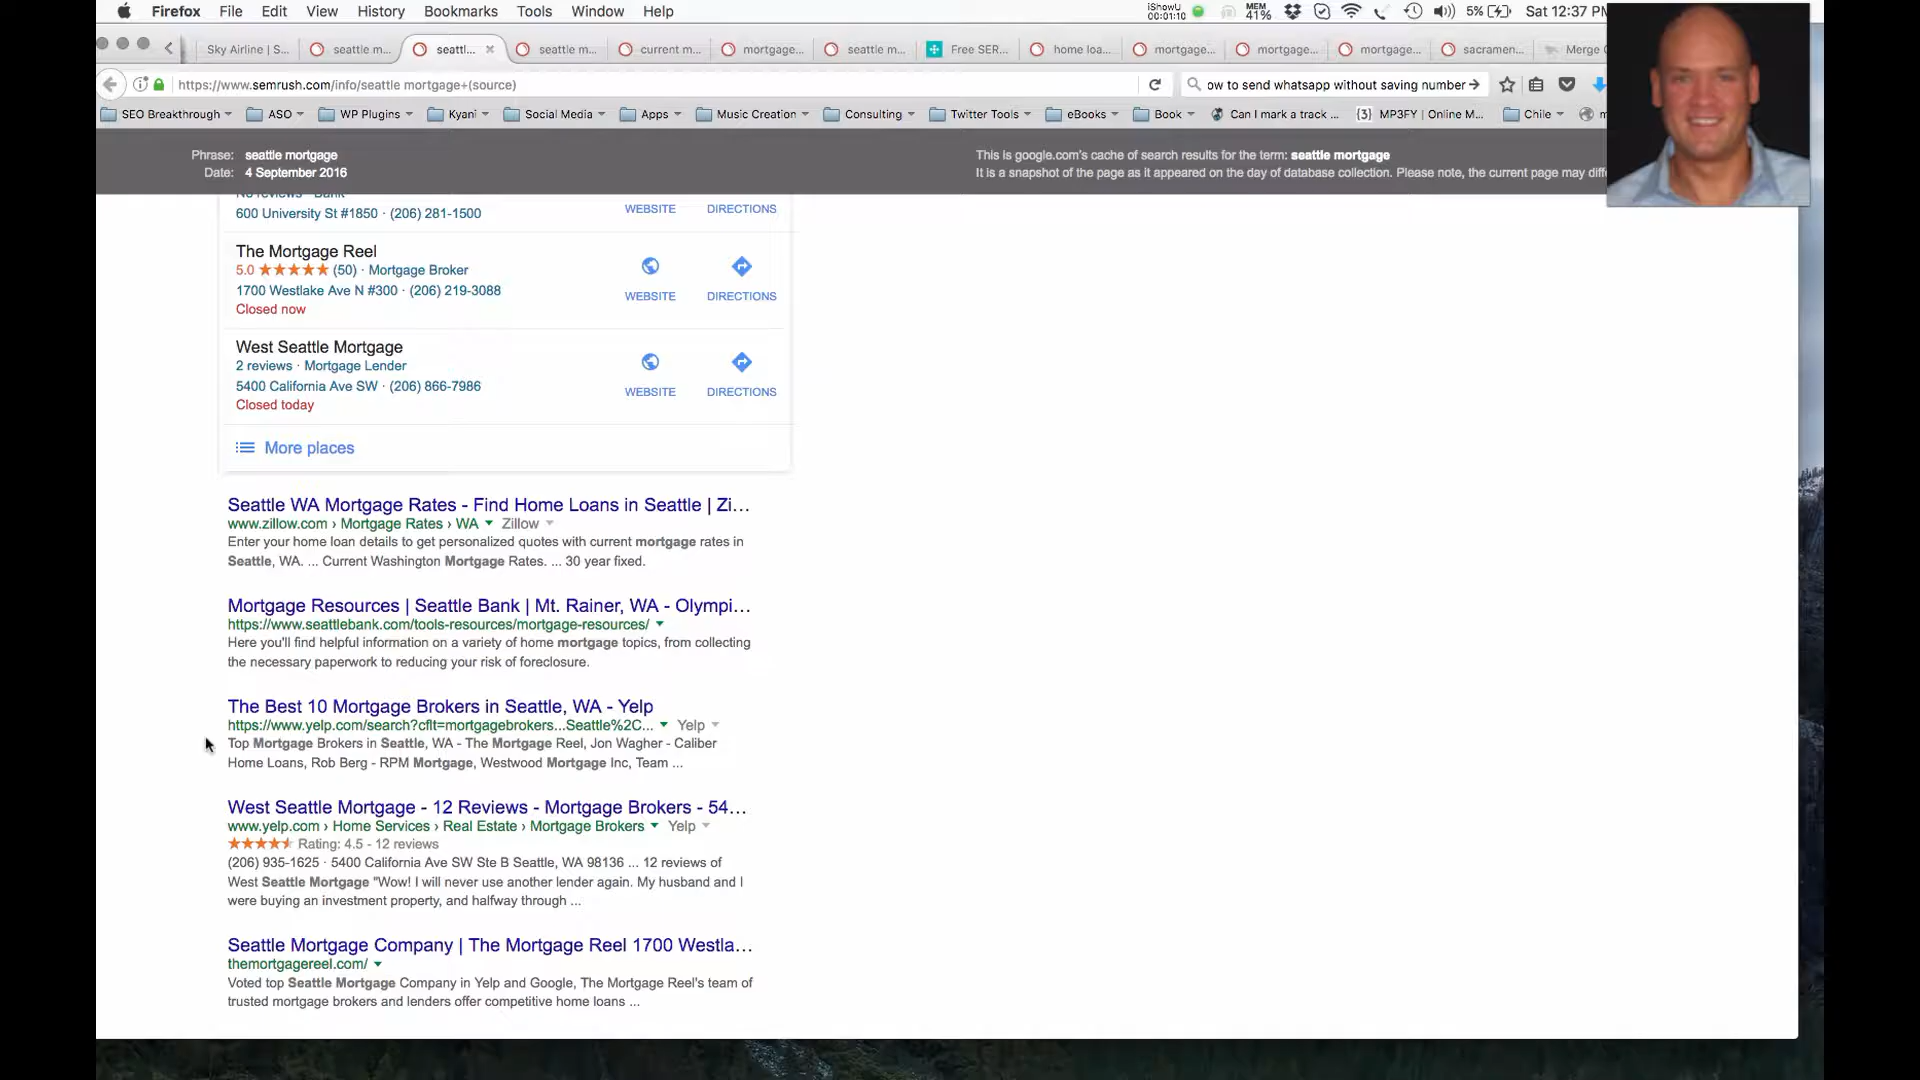 Firefox File Edit View History Bookmarks Tools Window Help iShowU 00:01:10 MEM 41% 5% Sat 12:37 PM
Sky Airline | S... seattle m... seattl... seattle m... current m... mortgage... seattle m... Free SER... home loa... mortgage... mortgage... mortgage... sacramen... Merge
https://www.semrush.com/info/seattle mortgage+(source) ow to send whatsapp without saving number
SEO Breakthrough ASO WP Plugins Kyani Social Media Apps Music Creation Consulting Twitter Tools eBooks Book Can I mark a track ... {3} MP3FY | Online M... Chile
Phrase: seattle mortgage This is google.com's cache of search results for the term: seattle mortgage
Date: 4 September 2016 It is a snapshot of the page as it appeared on the day of database collection. Please note, the current page may
No reviews · Bank
600 University St #1850 · (206) 281-1500 WEBSITE DIRECTIONS
The Mortgage Reel
5.0 (50) · Mortgage Broker
1700 Westlake Ave N #300 · (206) 219-3088 WEBSITE DIRECTIONS
Closed now
West Seattle Mortgage
2 reviews · Mortgage Lender
5400 California Ave SW · (206) 866-7986 WEBSITE DIRECTIONS
Closed today
More places
Seattle WA Mortgage Rates - Find Home Loans in Seattle | Zi...
www.zillow.com › Mortgage Rates › WA Zillow
Enter your home loan details to get personalized quotes with current mortgage rates in
Seattle, WA. ... Current Washington Mortgage Rates. ... 30 year fixed.
Mortgage Resources | Seattle Bank | Mt. Rainer, WA - Olympi...
https://www.seattlebank.com/tools-resources/mortgage-resources/
Here you'll find helpful information on a variety of home mortgage topics, from collecting
the necessary paperwork to reducing your risk of foreclosure.
The Best 10 Mortgage Brokers in Seattle, WA - Yelp
https://www.yelp.com/search?cflt=mortgagebrokers...Seattle%2C... Yelp
Top Mortgage Brokers in Seattle, WA - The Mortgage Reel, Jon Wagher - Caliber
Home Loans, Rob Berg - RPM Mortgage, Westwood Mortgage Inc, Team ...
West Seattle Mortgage - 12 Reviews - Mortgage Brokers - 54...
www.yelp.com › Home Services › Real Estate › Mortgage Brokers Yelp
Rating: 4.5 - 12 reviews
(206) 935-1625 · 5400 California Ave SW Ste B Seattle, WA 98136 ... 12 reviews of
West Seattle Mortgage "Wow! I will never use another lender again. My husband and I
were buying an investment property, and halfway through ...
Seattle Mortgage Company | The Mortgage Reel 1700 Westla...
themortgagereel.com/
Voted top Seattle Mortgage Company in Yelp and Google, The Mortgage Reel's team of
trusted mortgage brokers and lenders offer competitive home loans ...